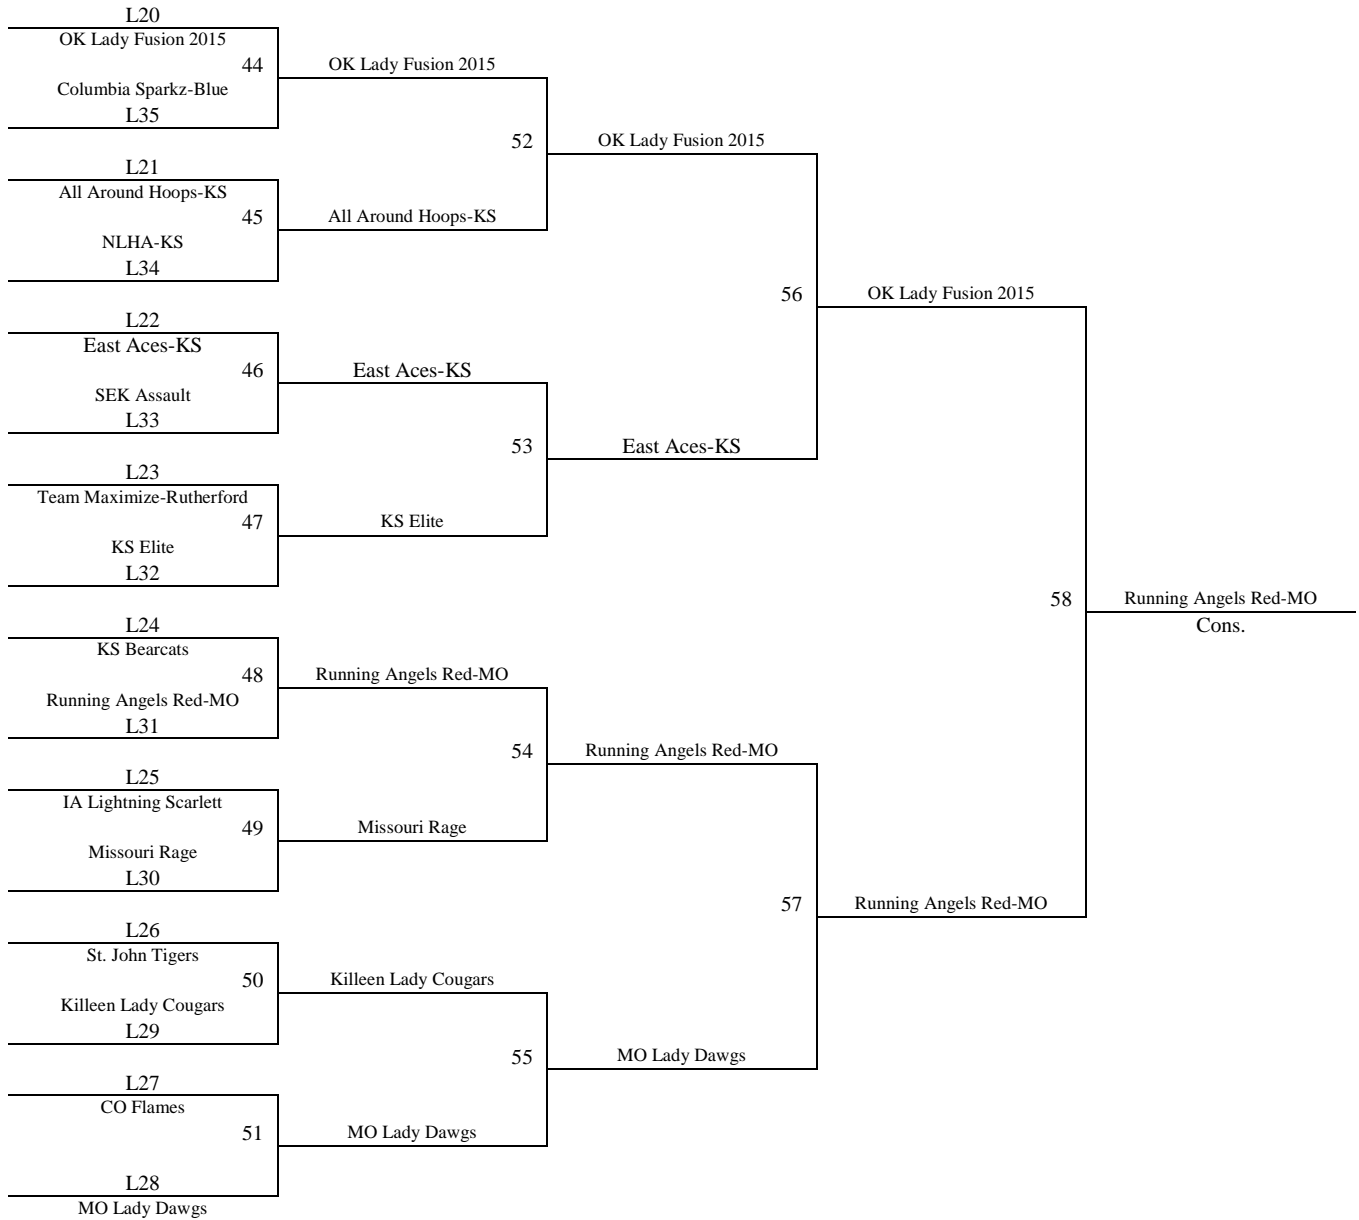 L20
OK Lady Fusion 2015
44
OK Lady Fusion 2015
Columbia Sparkz-Blue
L35
52
OK Lady Fusion 2015
L21
All Around Hoops-KS
45
All Around Hoops-KS
NLHA-KS
L34
56
OK Lady Fusion 2015
L22
East Aces-KS
46
East Aces-KS
SEK Assault
L33
53
East Aces-KS
L23
Team Maximize-Rutherford
47
KS Elite
KS Elite
L32
58
Running Angels Red-MO
Cons.
L24
KS Bearcats
48
Running Angels Red-MO
Running Angels Red-MO
L31
54
Running Angels Red-MO
L25
IA Lightning Scarlett
49
Missouri Rage
Missouri Rage
L30
57
Running Angels Red-MO
L26
St. John Tigers
50
Killeen Lady Cougars
Killeen Lady Cougars
L29
55
MO Lady Dawgs
L27
CO Flames
51
MO Lady Dawgs
L28
MO Lady Dawgs